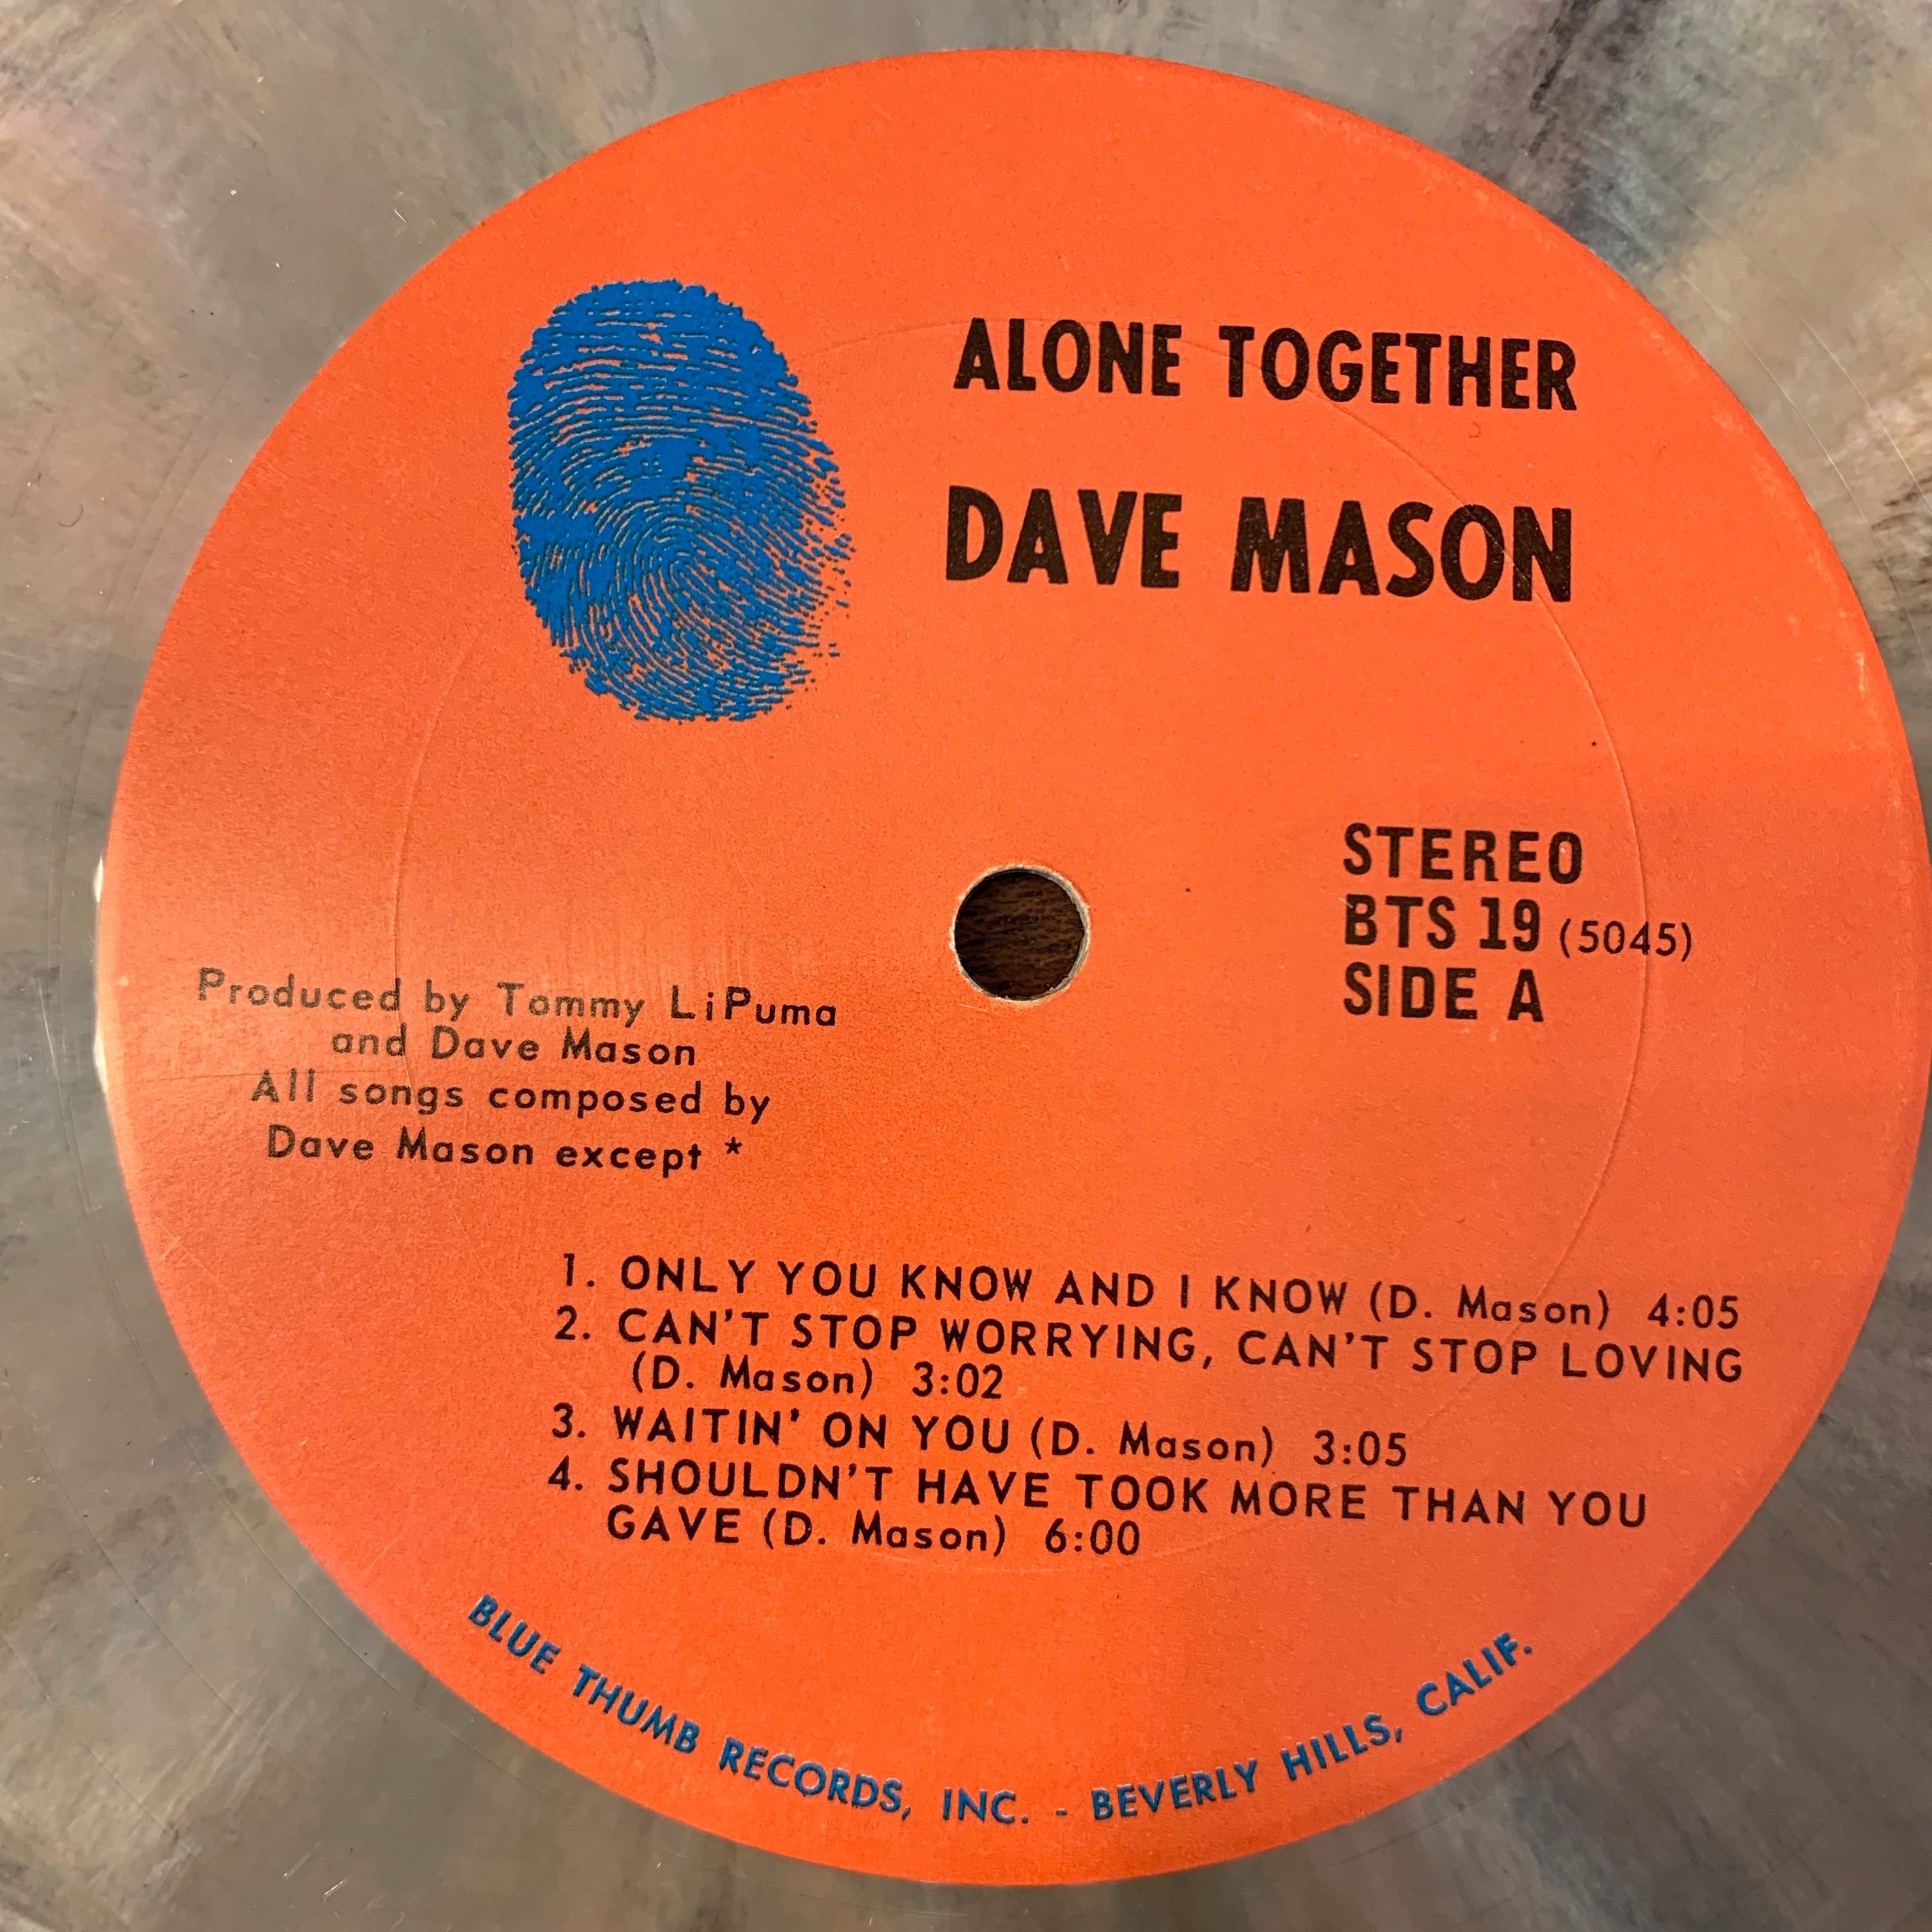 ALONE TOGETHER
DAVE MASON
STEREO
BTS 19 (5045)
SIDE A
Produced by Tommy LiPuma
and Dave Mason
All songs composed by
Dave Mason except *
1. ONLY YOU KNOW AND I KNOW (D. Mason) 4:05
2. CAN'T STOP WORRYING, CAN'T STOP LOVING
(D. Mason) 3:02
3. WAITIN' ON YOU (D. Mason) 3:05
4. SHOULDN'T HAVE TOOK MORE THAN YOU
GAVE (D. Mason) 6:00
BLUE THUMB RECORDS, INC. - BEVERLY HILLS, CALIF.